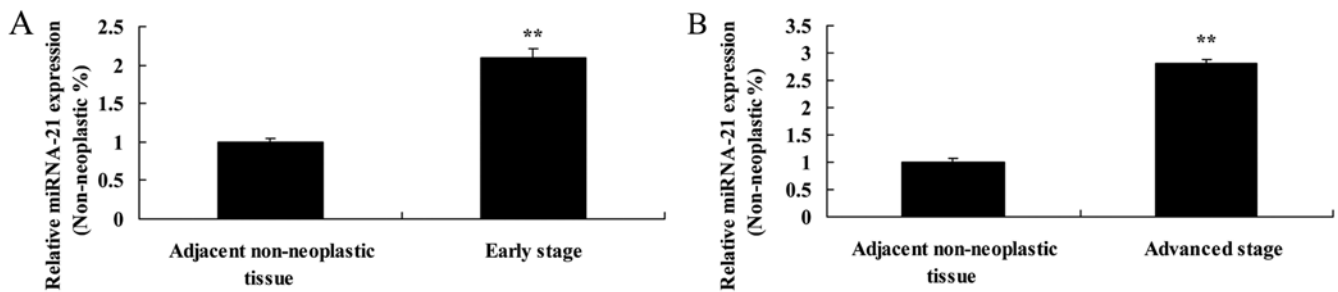 A
Relative miRNA-21 expression
(Non-neoplastic %)
2.5
2
1.5
1
0.5
0
**
Adjacent non-neoplastic
tissue
Early stage
B
Relative miRNA-21 expression
(Non-neoplastic %)
3.5
3
2.5
2
1.5
1
0.5
0
**
Adjacent non-neoplastic
tissue
Advanced stage